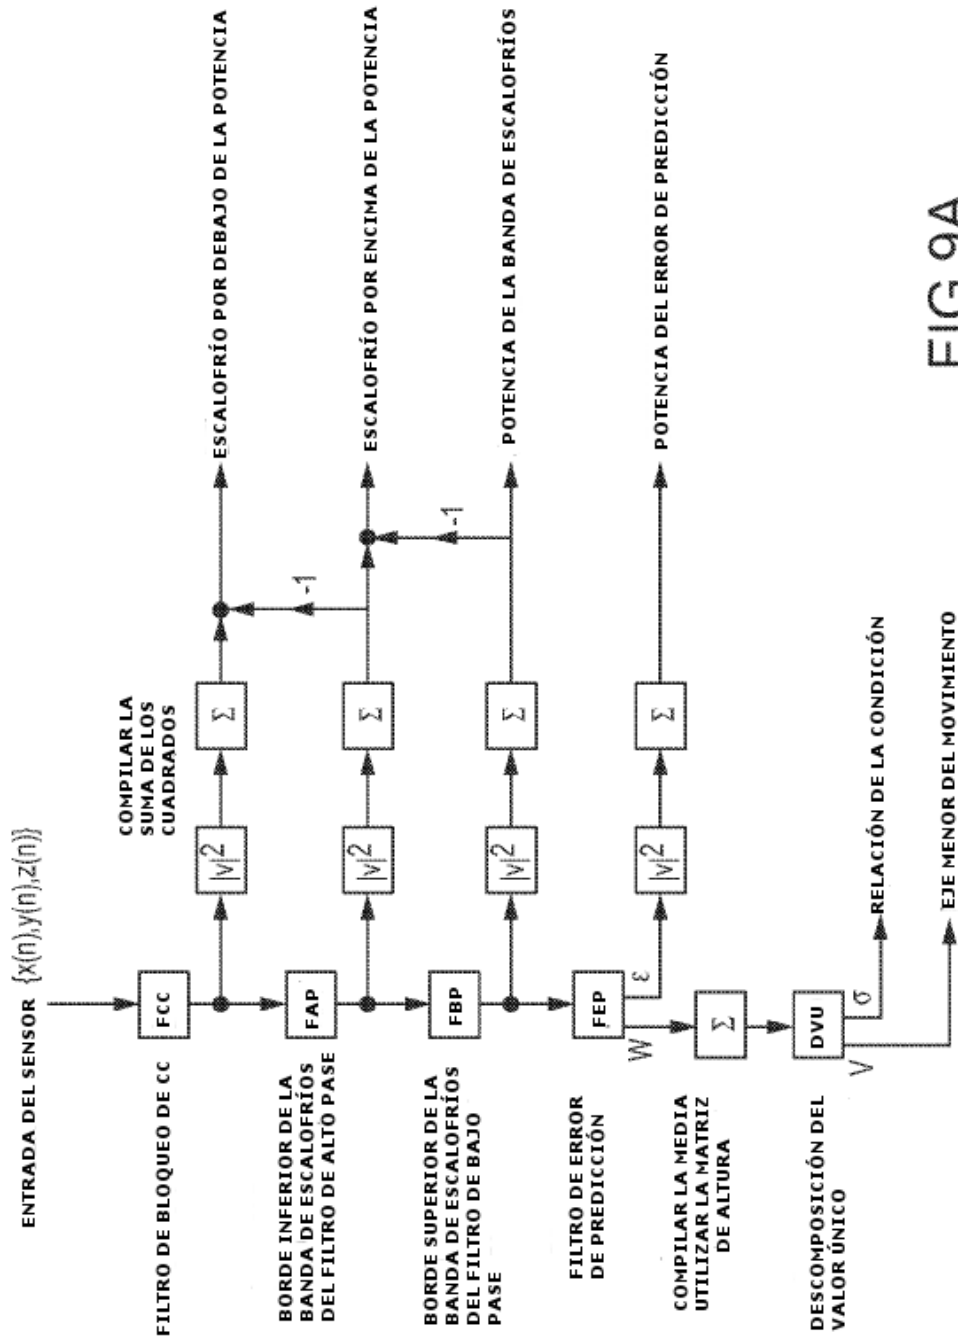 ENTRADA DEL SENSOR {x(n),y(n),z(n)}
FILTRO DE BLOQUEO DE CC
FCC
COMPILAR LA
SUMA DE LOS
CUADRADOS
|v|²
Σ
ESCALOFRÍO POR DEBAJO DE LA POTENCIA
-1
BORDE INFERIOR DE LA
BANDA DE ESCALOFRÍOS
DEL FILTRO DE ALTO PASE
FAP
|v|²
Σ
ESCALOFRÍO POR ENCIMA DE LA POTENCIA
-1
BORDE SUPERIOR DE LA
BANDA DE ESCALOFRÍOS
DEL FILTRO DE BAJO
PASE
FBP
|v|²
Σ
POTENCIA DE LA BANDA DE ESCALOFRÍOS
FILTRO DE ERROR
DE PREDICCIÓN
FEP
ε
W
|v|²
Σ
POTENCIA DEL ERROR DE PREDICCIÓN
COMPILAR LA MEDIA
UTILIZAR LA MATRIZ
DE ALTURA
Σ
DESCOMPOSICIÓN DEL
VALOR ÚNICO
DVU
σ
V
RELACIÓN DE LA CONDICIÓN
EJE MENOR DEL MOVIMIENTO
FIG 9A